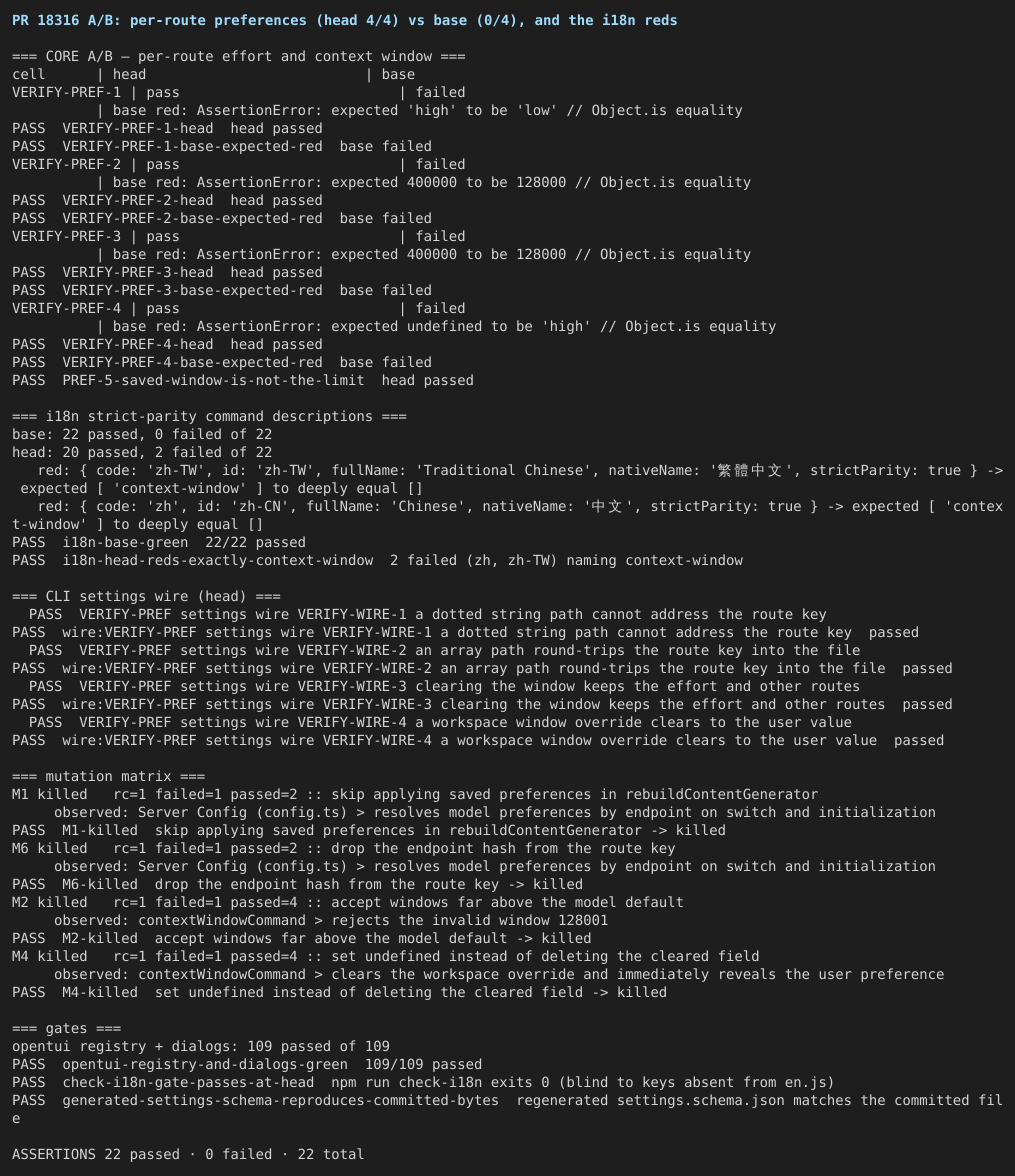 PR 18316 A/B: per-route preferences (head 4/4) vs base (0/4), and the i18n reds
=== CORE A/B — per-route effort and context window ===
cell      | head                          | base
VERIFY-PREF-1 | pass                          | failed
          | base red: AssertionError: expected 'high' to be 'low' // Object.is equality
PASS  VERIFY-PREF-1-head  head passed
PASS  VERIFY-PREF-1-base-expected-red  base failed
VERIFY-PREF-2 | pass                          | failed
          | base red: AssertionError: expected 400000 to be 128000 // Object.is equality
PASS  VERIFY-PREF-2-head  head passed
PASS  VERIFY-PREF-2-base-expected-red  base failed
VERIFY-PREF-3 | pass                          | failed
          | base red: AssertionError: expected 400000 to be 128000 // Object.is equality
PASS  VERIFY-PREF-3-head  head passed
PASS  VERIFY-PREF-3-base-expected-red  base failed
VERIFY-PREF-4 | pass                          | failed
          | base red: AssertionError: expected undefined to be 'high' // Object.is equality
PASS  VERIFY-PREF-4-head  head passed
PASS  VERIFY-PREF-4-base-expected-red  base failed
PASS  PREF-5-saved-window-is-not-the-limit  head passed
=== i18n strict-parity command descriptions ===
base: 22 passed, 0 failed of 22
head: 20 passed, 2 failed of 22
   red: { code: 'zh-TW', id: 'zh-TW', fullName: 'Traditional Chinese', nativeName: '繁體中文', strictParity: true } ->
 expected [ 'context-window' ] to deeply equal []
   red: { code: 'zh', id: 'zh-CN', fullName: 'Chinese', nativeName: '中文', strictParity: true } -> expected [ 'contex
t-window' ] to deeply equal []
PASS  i18n-base-green  22/22 passed
PASS  i18n-head-reds-exactly-context-window  2 failed (zh, zh-TW) naming context-window
=== CLI settings wire (head) ===
  PASS  VERIFY-PREF settings wire VERIFY-WIRE-1 a dotted string path cannot address the route key
PASS  wire:VERIFY-PREF settings wire VERIFY-WIRE-1 a dotted string path cannot address the route key  passed
  PASS  VERIFY-PREF settings wire VERIFY-WIRE-2 an array path round-trips the route key into the file
PASS  wire:VERIFY-PREF settings wire VERIFY-WIRE-2 an array path round-trips the route key into the file  passed
  PASS  VERIFY-PREF settings wire VERIFY-WIRE-3 clearing the window keeps the effort and other routes
PASS  wire:VERIFY-PREF settings wire VERIFY-WIRE-3 clearing the window keeps the effort and other routes  passed
  PASS  VERIFY-PREF settings wire VERIFY-WIRE-4 a workspace window override clears to the user value
PASS  wire:VERIFY-PREF settings wire VERIFY-WIRE-4 a workspace window override clears to the user value  passed
=== mutation matrix ===
M1 killed   rc=1 failed=1 passed=2 :: skip applying saved preferences in rebuildContentGenerator
     observed: Server Config (config.ts) > resolves model preferences by endpoint on switch and initialization
PASS  M1-killed  skip applying saved preferences in rebuildContentGenerator -> killed
M6 killed   rc=1 failed=1 passed=2 :: drop the endpoint hash from the route key
     observed: Server Config (config.ts) > resolves model preferences by endpoint on switch and initialization
PASS  M6-killed  drop the endpoint hash from the route key -> killed
M2 killed   rc=1 failed=1 passed=4 :: accept windows far above the model default
     observed: contextWindowCommand > rejects the invalid window 128001
PASS  M2-killed  accept windows far above the model default -> killed
M4 killed   rc=1 failed=1 passed=4 :: set undefined instead of deleting the cleared field
     observed: contextWindowCommand > clears the workspace override and immediately reveals the user preference
PASS  M4-killed  set undefined instead of deleting the cleared field -> killed
=== gates ===
opentui registry + dialogs: 109 passed of 109
PASS  opentui-registry-and-dialogs-green  109/109 passed
PASS  check-i18n-gate-passes-at-head  npm run check-i18n exits 0 (blind to keys absent from en.js)
PASS  generated-settings-schema-reproduces-committed-bytes  regenerated settings.schema.json matches the committed fil
e
ASSERTIONS 22 passed · 0 failed · 22 total